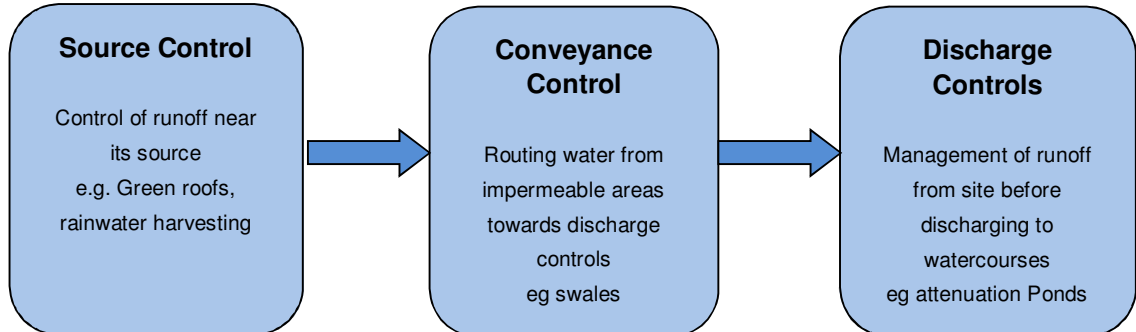 Source Control
Control of runoff near
its source
e.g. Green roofs,
rainwater harvesting
Conveyance
Control
Routing water from
impermeable areas
towards discharge
controls
eg swales
Discharge
Controls
Management of runoff
from site before
discharging to
watercourses
eg attenuation Ponds